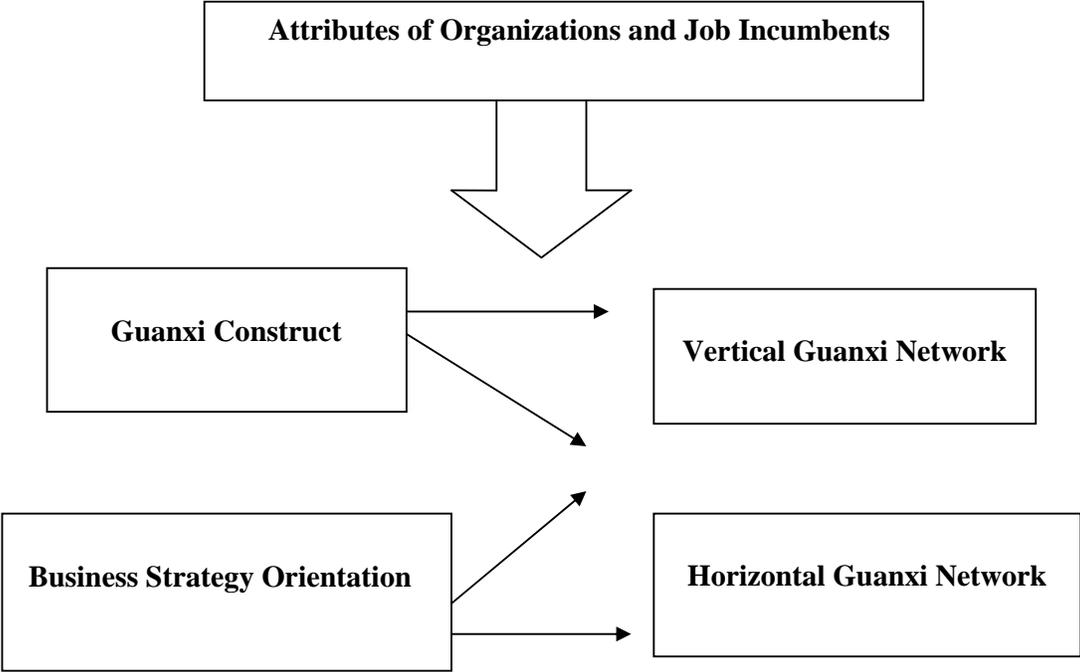 Attributes of Organizations and Job Incumbents
Guanxi Construct
Vertical Guanxi Network
Business Strategy Orientation
Horizontal Guanxi Network